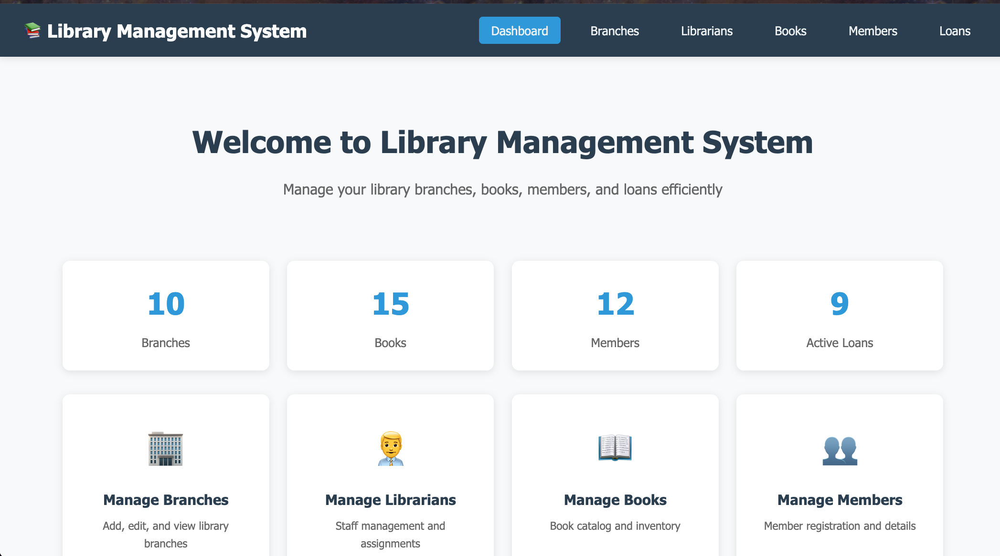 Library Management System
Dashboard
Branches
Librarians
Books
Members
Loans
Welcome to Library Management System
Manage your library branches, books, members, and loans efficiently
10
Branches
15
Books
12
Members
9
Active Loans
Manage Branches
Add, edit, and view library
branches
Manage Librarians
Staff management and
assignments
Manage Books
Book catalog and inventory
Manage Members
Member registration and details